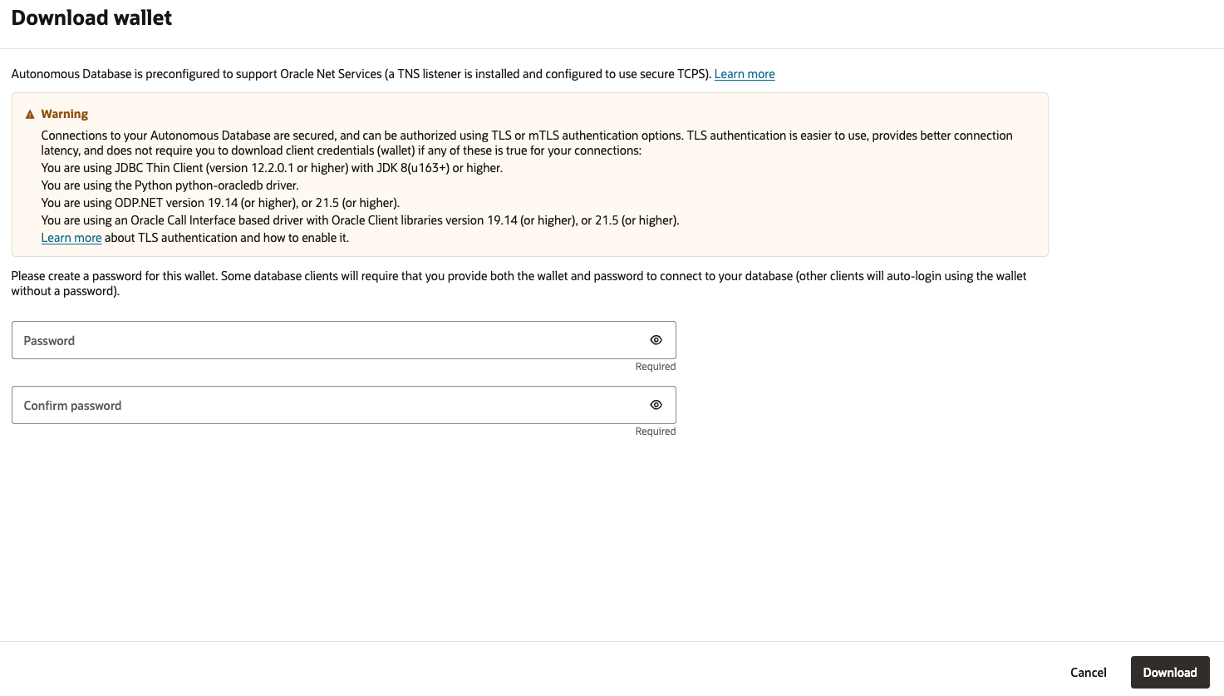 Download wallet
Autonomous Database is preconfigured to support Oracle Net Services (a TNS listener is installed and configured to use secure TCPS). Learn more
Warning
Connections to your Autonomous Database are secured, and can be authorized using TLS or mTLS authentication options. TLS authentication is easier to use, provides better connection
latency, and does not require you to download client credentials (wallet) if any of these is true for your connections:
You are using JDBC Thin Client (version 12.2.0.1 or higher) with JDK 8(u163+) or higher.
You are using the Python python-oracledb driver.
You are using ODP.NET version 19.14 (or higher), or 21.5 (or higher).
You are using an Oracle Call Interface based driver with Oracle Client libraries version 19.14 (or higher), or 21.5 (or higher).
Learn more about TLS authentication and how to enable it.
Please create a password for this wallet. Some database clients will require that you provide both the wallet and password to connect to your database (other clients will auto-login using the wallet
without a password).
Password
Required
Confirm password
Required
Cancel
Download